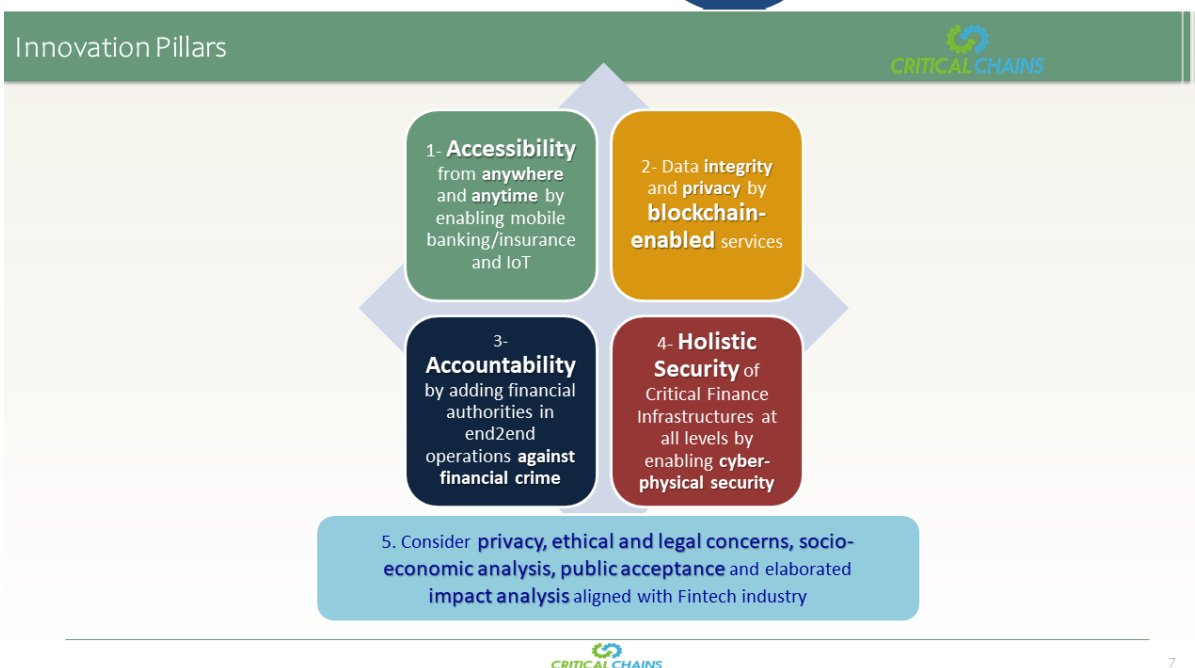 Innovation Pillars
CRITICAL CHAINS
1- Accessibility
from anywhere
and anytime by
enabling mobile
banking/insurance
and IoT
2- Data integrity
and privacy by
blockchain-
enabled services
3-
Accountability
by adding financial
authorities in
end2end
operations against
financial crime
4- Holistic
Security of
Critical Finance
Infrastructures at
all levels by
enabling cyber-
physical security
5. Consider privacy, ethical and legal concerns, socio-
economic analysis, public acceptance and elaborated
impact analysis aligned with Fintech industry
CRITICAL CHAINS
7